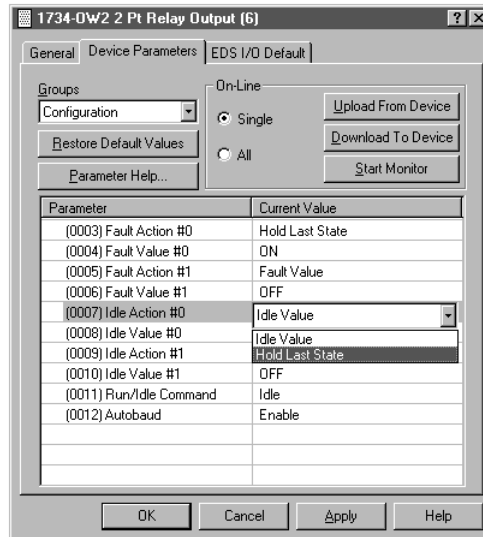 1734-OW2 2 Pt Relay Output (6)
General Device Parameters EDS I/O Default
Groups
Configuration
Restore Default Values
Parameter Help...
On-Line
Single
All
Upload From Device
Download To Device
Start Monitor
Parameter Current Value
(0003) Fault Action #0 Hold Last State
(0004) Fault Value #0 ON
(0005) Fault Action #1 Fault Value
(0006) Fault Value #1 OFF
(0007) Idle Action #0 Idle Value
(0008) Idle Value #0 Idle Value
(0009) Idle Action #1 Hold Last State
(0010) Idle Value #1 OFF
(0011) Run/Idle Command Idle
(0012) Autobaud Enable
OK Cancel Apply Help